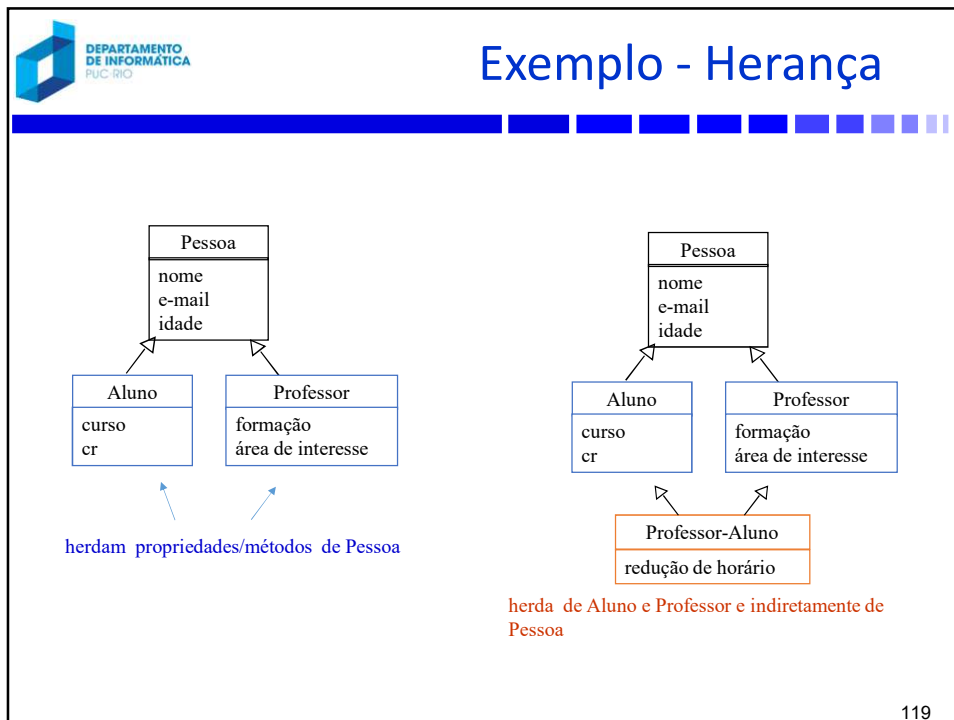 DEPARTAMENTO
DE INFORMÁTICA
PUC-RIO
Exemplo - Herança
Pessoa
nome
e-mail
idade
Aluno
curso
cr
Professor
formação
área de interesse
herdam propriedades/métodos de Pessoa
Pessoa
nome
e-mail
idade
Aluno
curso
cr
Professor
formação
área de interesse
Professor-Aluno
redução de horário
herda de Aluno e Professor e indiretamente de
Pessoa
119